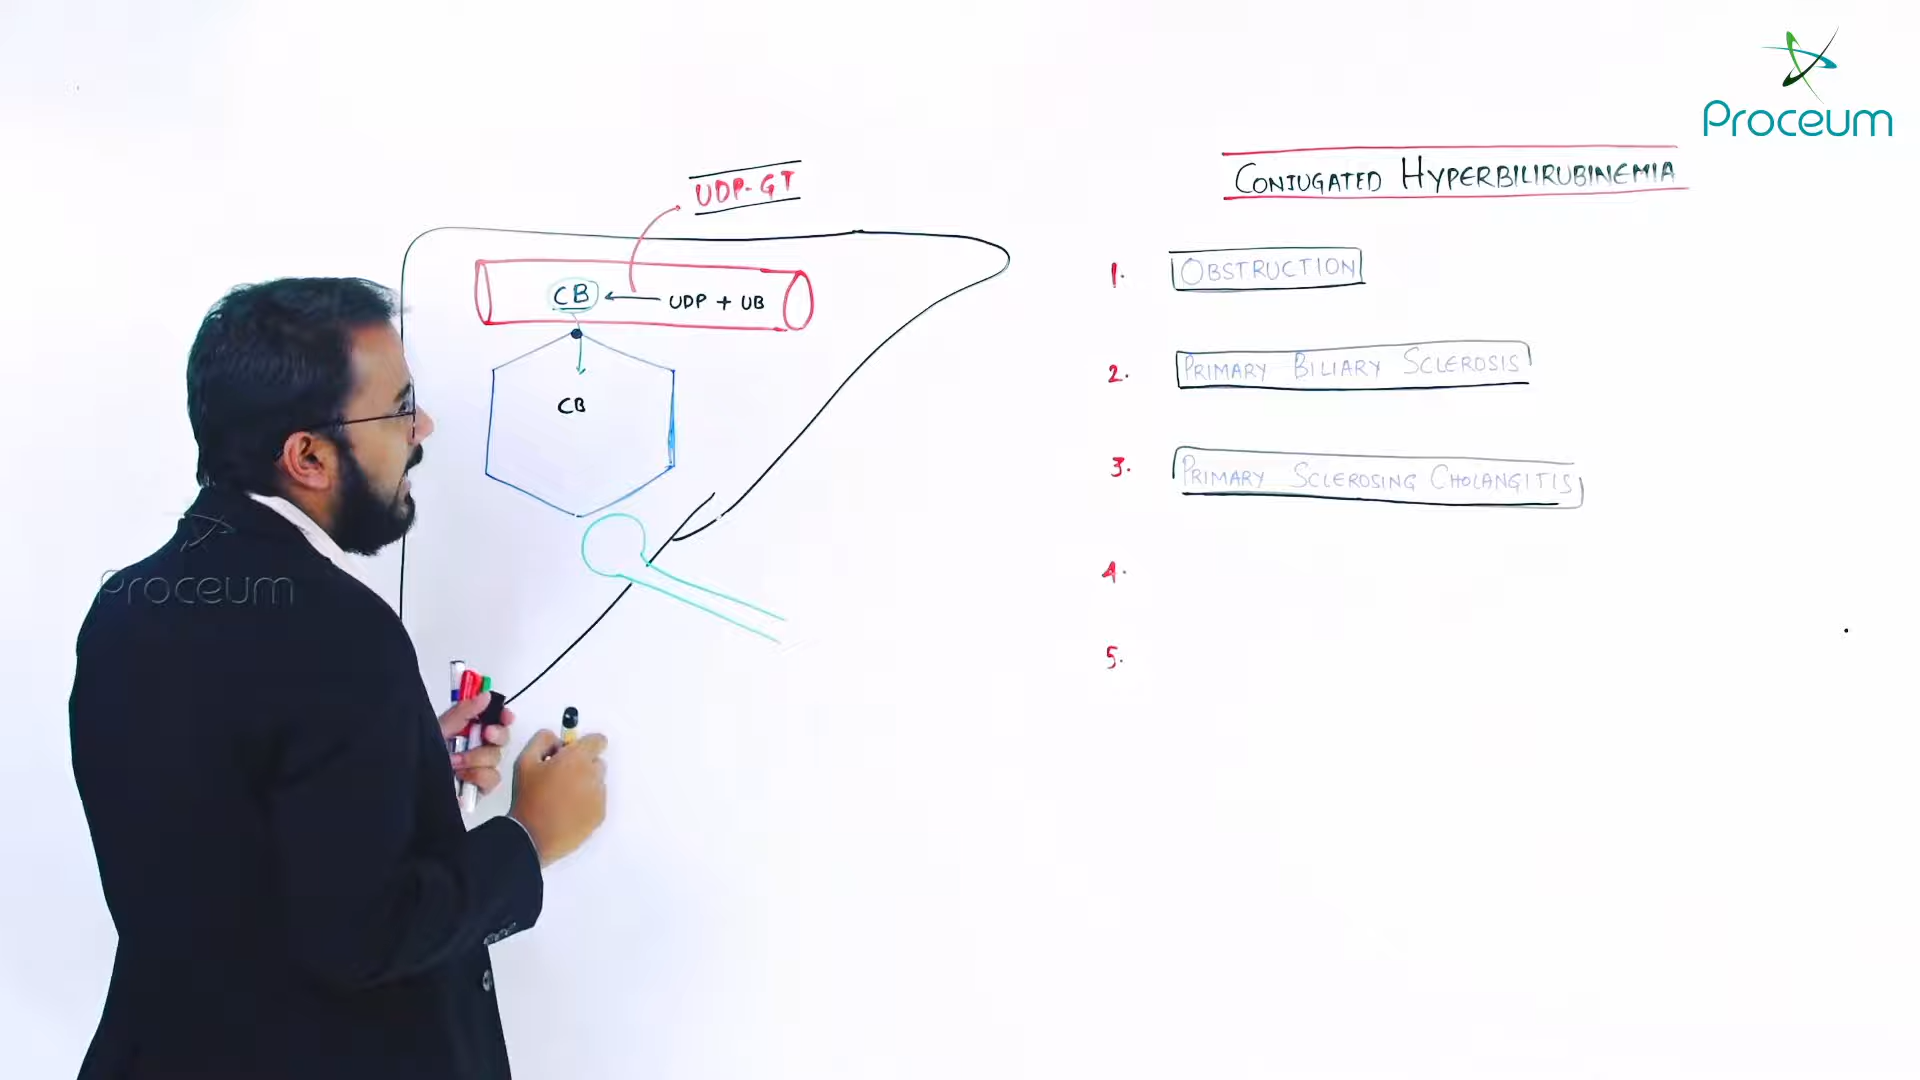 Proceum
CONJUGATED HYPERBILIRUBINEMIA
UDP-GT
CB ← UDP + UB
CB
1. OBSTRUCTION
2. PRIMARY BILIARY SCLEROSIS
3. PRIMARY SCLEROSING CHOLANGITIS
4.
5.
Proceum